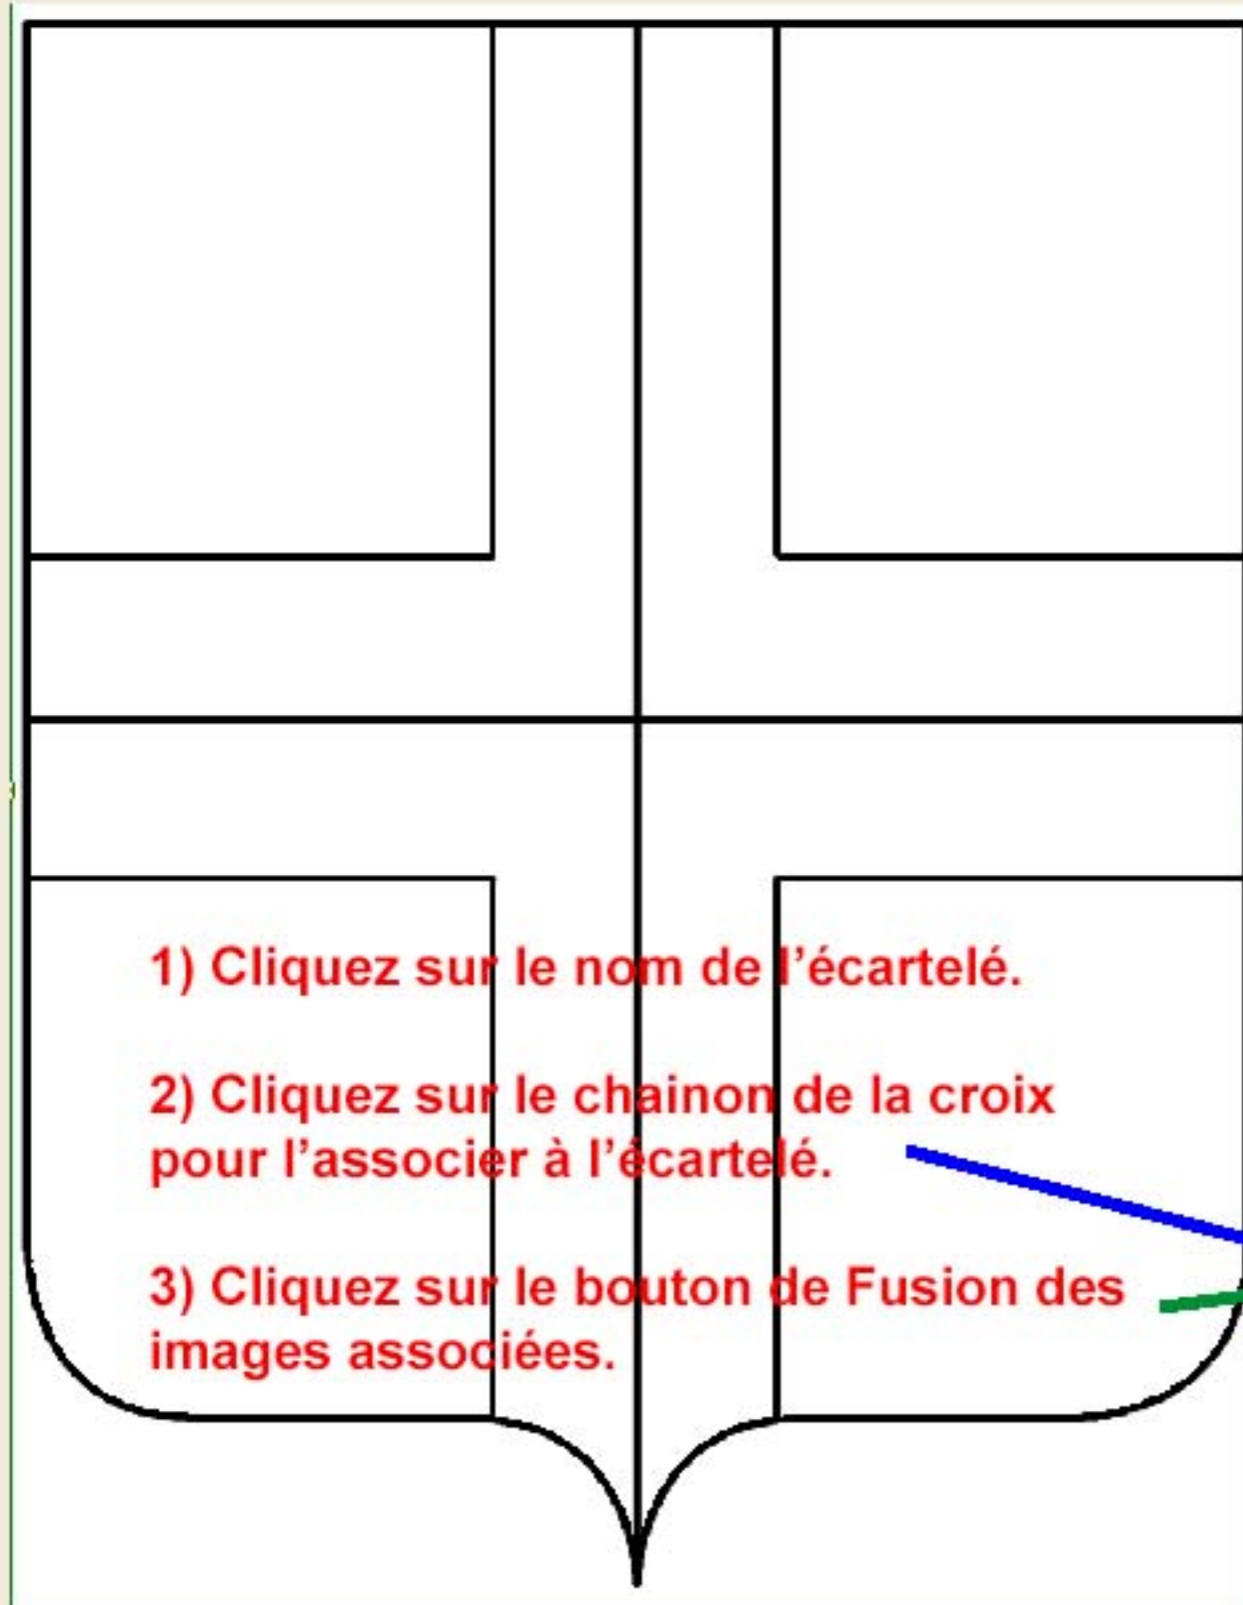 1) Cliquez sur le nom de l’écartelé.
2) Cliquez sur le chainon de la croix
pour l’associer à l’écartelé.
3) Cliquez sur le bouton de Fusion des
images associées.